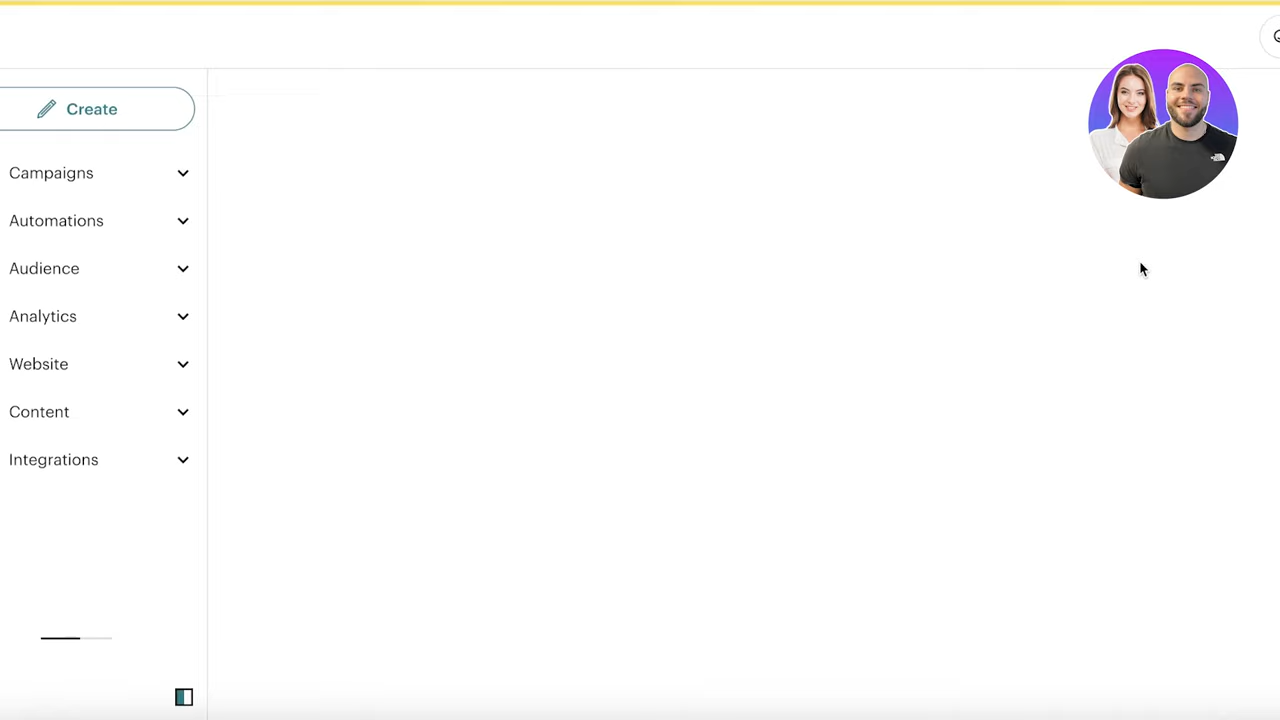 Create
Campaigns
Automations
Audience
Analytics
Website
Content
Integrations